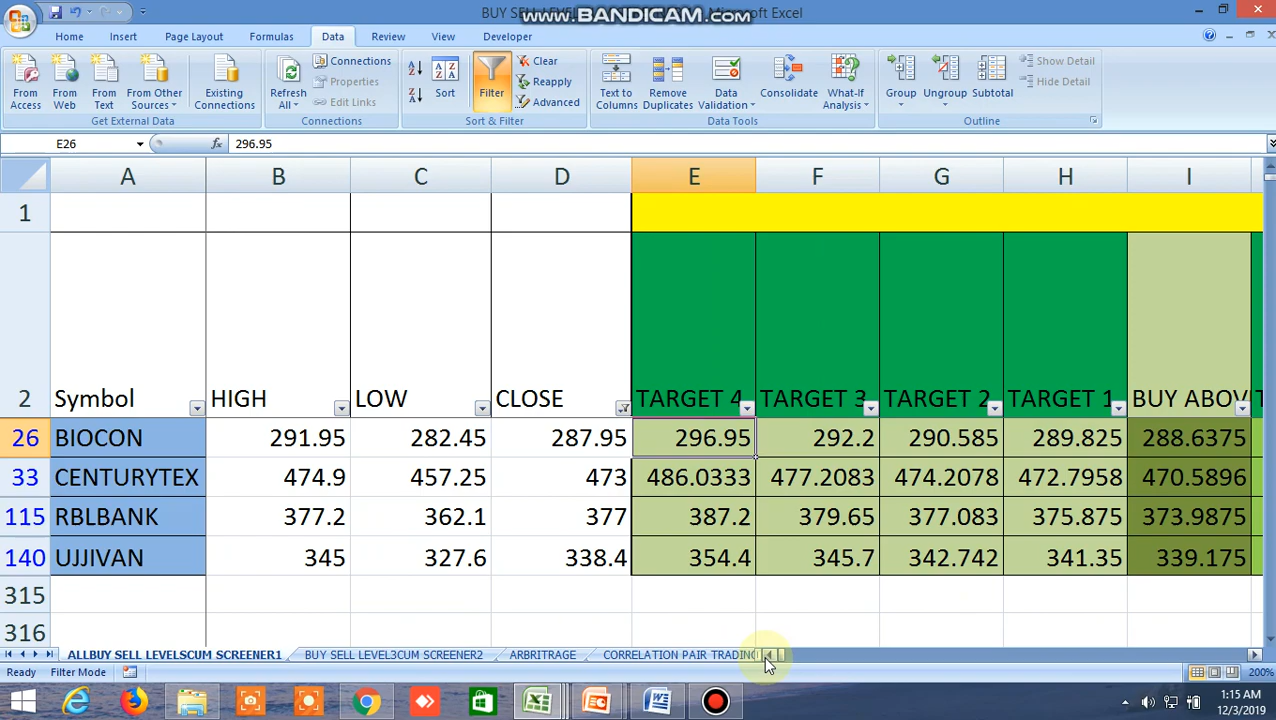 BUY SELL LEVEL
www.BANDICAM.com
Microsoft Excel
Home Insert Page Layout Formulas Data Review View Developer
From Access
From Web
From Text
From Other Sources
Existing Connections
Get External Data
Refresh All
Connections
Properties
Edit Links
Connections
Sort
Filter
Clear
Reapply
Advanced
Sort & Filter
Text to Columns
Remove Duplicates
Data Validation
Consolidate
What-If Analysis
Data Tools
Group
Ungroup
Subtotal
Show Detail
Hide Detail
Outline
E26 fx 296.95
A B C D E F G H I
1
2 Symbol HIGH LOW CLOSE TARGET 4 TARGET 3 TARGET 2 TARGET 1 BUY ABOV T
26 BIOCON 291.95 282.45 287.95 296.95 292.2 290.585 289.825 288.6375
33 CENTURYTEX 474.9 457.25 473 486.0333 477.2083 474.2078 472.7958 470.5896
115 RBLBANK 377.2 362.1 377 387.2 379.65 377.083 375.875 373.9875
140 UJJIVAN 345 327.6 338.4 354.4 345.7 342.742 341.35 339.175
315
316
ALLBUY SELL LEVELSCUM SCREENER1 BUY SELL LEVEL3CUM SCREENER2 ARBITRAGE CORRELATION PAIR TRADING
Ready Filter Mode 200%
1:15 AM
12/3/2019